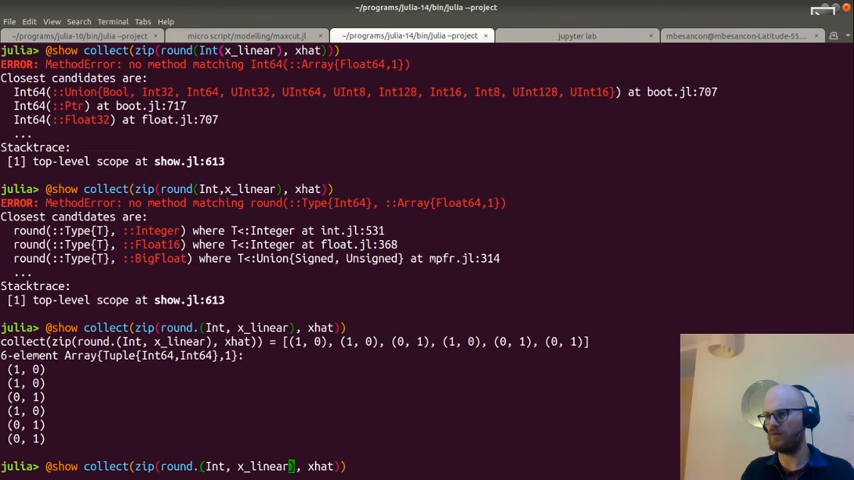 ~/programs/julia-14/bin/julia --project
File Edit View Search Terminal Tabs Help
~/programs/julia-10/bin/julia --project × micro script/modelling/maxcut.jl × ~/programs/julia-14/bin/julia --project × jupyter lab × mbesancon@mbesancon-Latitude-55... ×
julia> @show collect(zip(round(Int(x_linear), xhat)))
ERROR: MethodError: no method matching Int64(::Array{Float64,1})
Closest candidates are:
Int64(::Union{Bool, Int32, Int64, UInt32, UInt64, UInt8, Int128, Int16, Int8, UInt128, UInt16}) at boot.jl:707
Int64(::Ptr) at boot.jl:717
Int64(::Float32) at float.jl:707
...
Stacktrace:
[1] top-level scope at show.jl:613
julia> @show collect(zip(round(Int,x_linear), xhat))
ERROR: MethodError: no method matching round(::Type{Int64}, ::Array{Float64,1})
Closest candidates are:
round(::Type{T}, ::Integer) where T<:Integer at int.jl:531
round(::Type{T}, ::Float16) where T<:Integer at float.jl:368
round(::Type{T}, ::BigFloat) where T<:Union{Signed, Unsigned} at mpfr.jl:314
...
Stacktrace:
[1] top-level scope at show.jl:613
julia> @show collect(zip(round.(Int, x_linear), xhat))
collect(zip(round.(Int, x_linear), xhat)) = [(1, 0), (1, 0), (0, 1), (1, 0), (0, 1), (0, 1)]
6-element Array{Tuple{Int64,Int64},1}:
(1, 0)
(1, 0)
(0, 1)
(1, 0)
(0, 1)
(0, 1)
julia> @show collect(zip(round.(Int, x_linear), xhat))